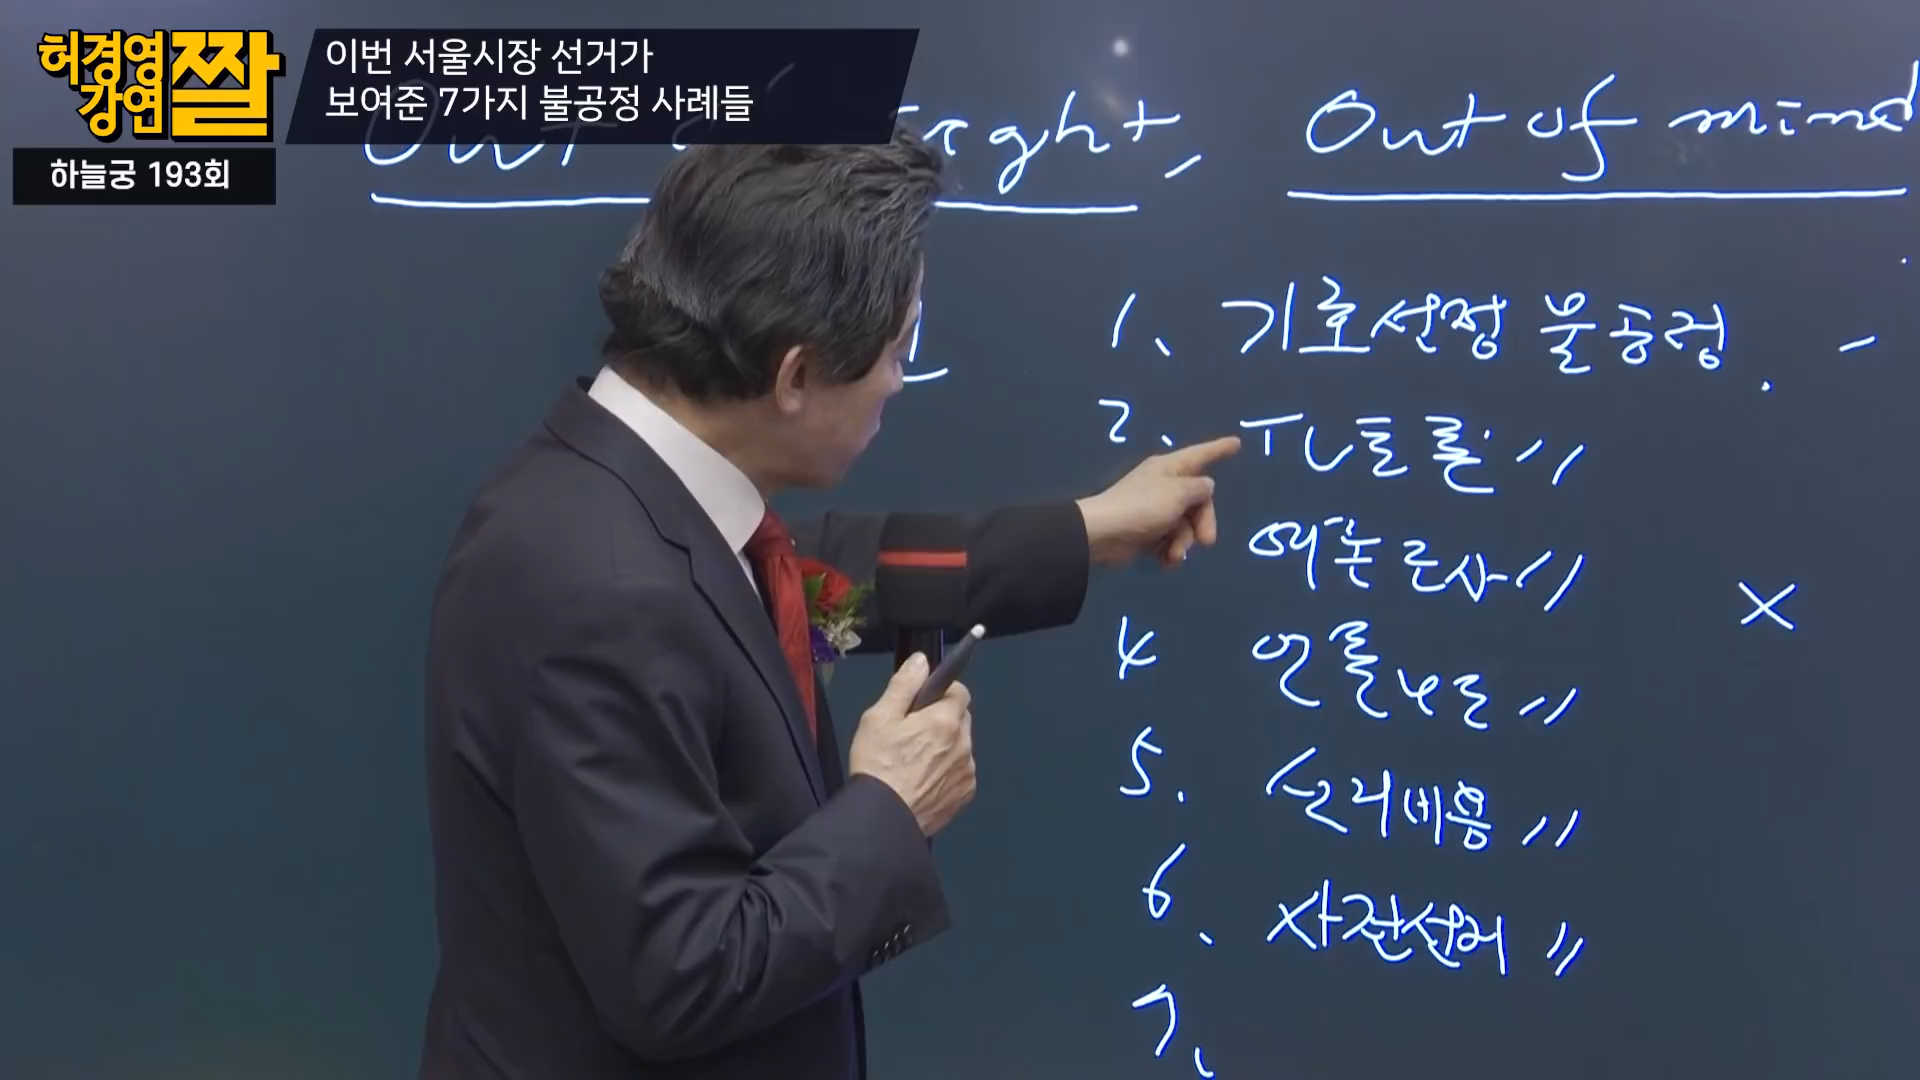 허경영
강연
짤
이번 서울시장 선거가
보여준 7가지 불공정 사례들
하늘궁 193회
Out, Out of mind
1. 기호선정 불공정.
2. TV토론 〃
여론조사 〃
4 언론보도 〃
5. 선거비용 〃
6. 사전선거 〃
7.